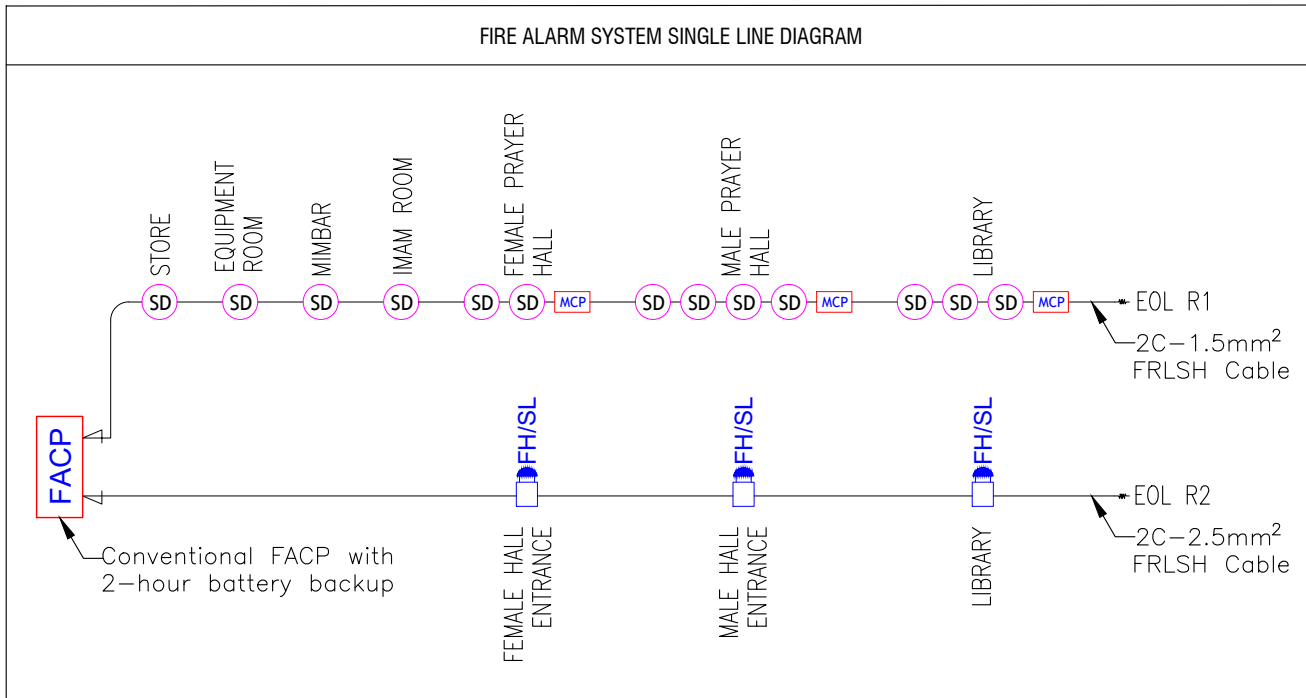 FIRE ALARM SYSTEM SINGLE LINE DIAGRAM
STORE
EQUIPMENT
ROOM
MIMBAR
IMAM ROOM
FEMALE PRAYER
HALL
MALE PRAYER
HALL
LIBRARY
SD
SD
SD
SD
SD
SD
MCP
SD
SD
SD
SD
MCP
SD
SD
SD
MCP
EOL R1
2C-1.5mm²
FRLSH Cable
FACP
FH/SL
FH/SL
FH/SL
EOL R2
2C-2.5mm²
FRLSH Cable
Conventional FACP with
2-hour battery backup
FEMALE HALL
ENTRANCE
MALE HALL
ENTRANCE
LIBRARY